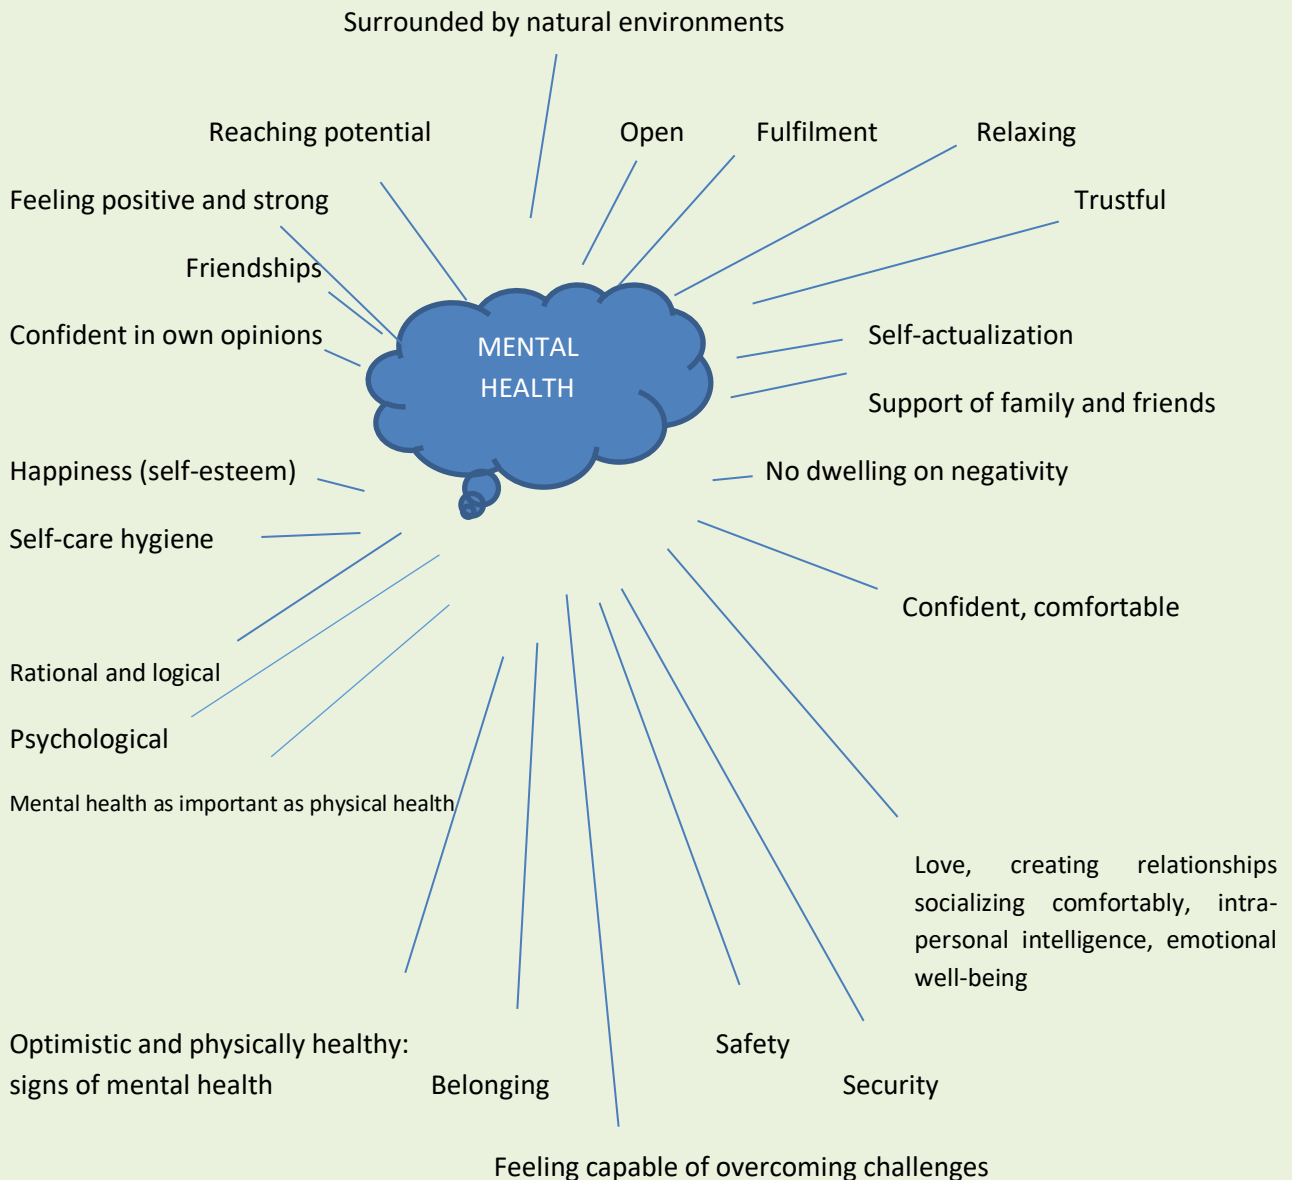 Surrounded by natural environments
Reaching potential
Open
Fulfilment
Relaxing
Feeling positive and strong
Trustful
Friendships
Confident in own opinions
MENTAL
HEALTH
Self-actualization
Support of family and friends
Happiness (self-esteem)
No dwelling on negativity
Self-care hygiene
Confident, comfortable
Rational and logical
Psychological
Mental health as important as physical health
Love, creating relationships
socializing comfortably, intra-
personal intelligence, emotional
well-being
Optimistic and physically healthy:
signs of mental health
Belonging
Safety
Security
Feeling capable of overcoming challenges